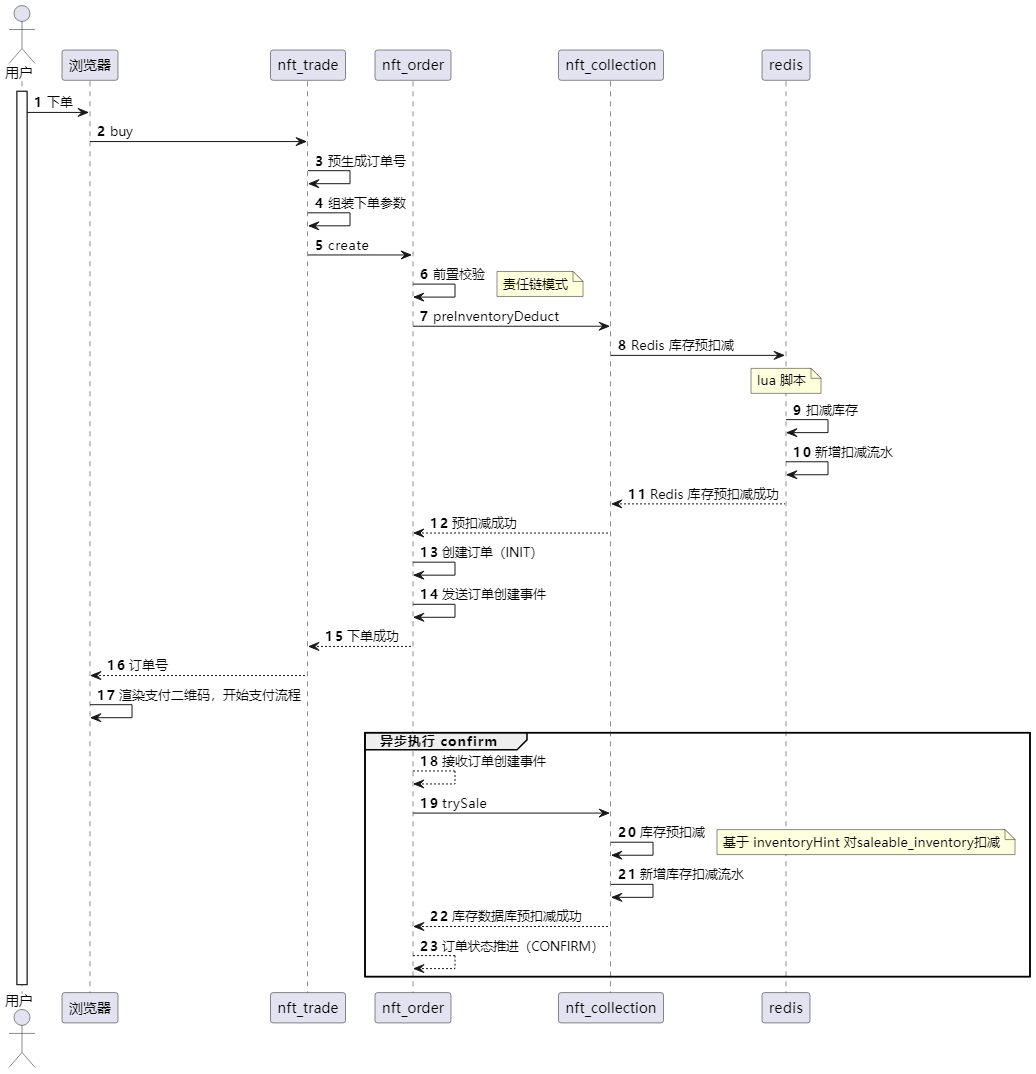 用户
浏览器
nft_trade
nft_order
nft_collection
redis
1 下单
2 buy
3 预生成订单号
4 组装下单参数
5 create
6 前置校验
责任链模式
7 preInventoryDeduct
8 Redis 库存预扣减
lua 脚本
9 扣减库存
10 新增扣减流水
11 Redis 库存预扣减成功
12 预扣减成功
13 创建订单（INIT）
14 发送订单创建事件
15 下单成功
16 订单号
17 渲染支付二维码，开始支付流程
异步执行 confirm
18 接收订单创建事件
19 trySale
20 库存预扣减
基于 inventoryHint 对saleable_inventory扣减
21 新增库存扣减流水
22 库存数据库预扣减成功
23 订单状态推进（CONFIRM）
用户
浏览器
nft_trade
nft_order
nft_collection
redis